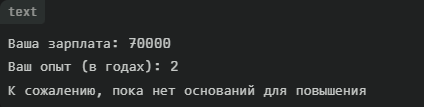 text
Ваша зарплата: 70000
Ваш опыт (в годах): 2
К сожалению, пока нет оснований для повышения